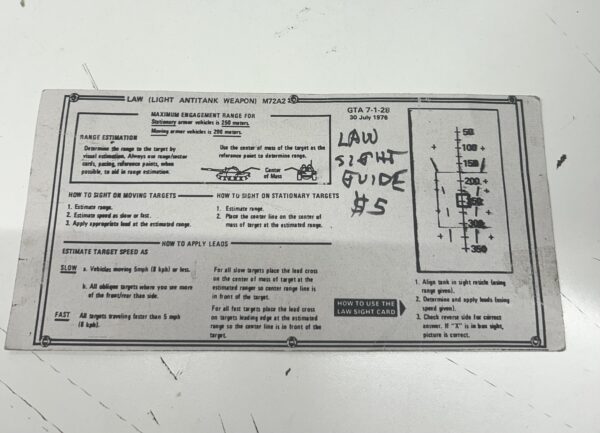 LAW (LIGHT ANTITANK WEAPON) M72A2
GTA 7-1-28
30 July 1976
MAXIMUM ENGAGEMENT RANGE FOR
Stationary armor vehicles is 250 meters.
Moving armor vehicles is 200 meters.
RANGE ESTIMATION
Determine the range to the target by
visual estimation. Always use range/sector
cards, pacing, reference points, when
possible, to aid in range estimation.
Use the center of mass of the target as the
reference point to determine range.
Center
of Mass
HOW TO SIGHT ON MOVING TARGETS
1. Estimate range.
2. Estimate speed as slow or fast.
3. Apply appropriate lead at the estimated range.
HOW TO SIGHT ON STATIONARY TARGETS
1. Estimate range.
2. Place the center line on the center of
mass of target at the estimated range.
LAW
SIGHT
GUIDE
$5
HOW TO APPLY LEADS
ESTIMATE TARGET SPEED AS
SLOW a. Vehicles moving 5mph (8 kph) or less.
b. All oblique targets where you see more
of the front/rear than side.
FAST All targets traveling faster than 5 mph
(8 kph).
For all slow targets place the lead cross
on the center of mass of target at the
estimated range so center range line is
in front of the target.
For all fast targets place the lead cross
on targets leading edge at the estimated
range so the center line is in front of the
target.
HOW TO USE THE
LAW SIGHT CARD
50
100
150
200
250
300
350
1. Align tank in sight reticle (using
range given).
2. Determine and apply leads (using
speed given).
3. Check reverse side for correct
answer. If "X" is in box sight,
picture is correct.